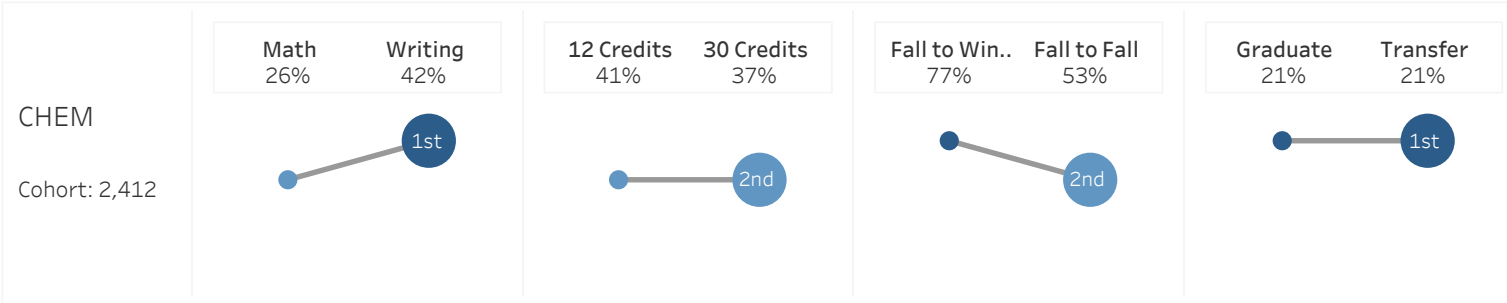 Math Writing
26% 42%
12 Credits 30 Credits
41% 37%
Fall to Win.. Fall to Fall
77% 53%
Graduate Transfer
21% 21%
CHEM
Cohort: 2,412
1st
2nd
2nd
1st